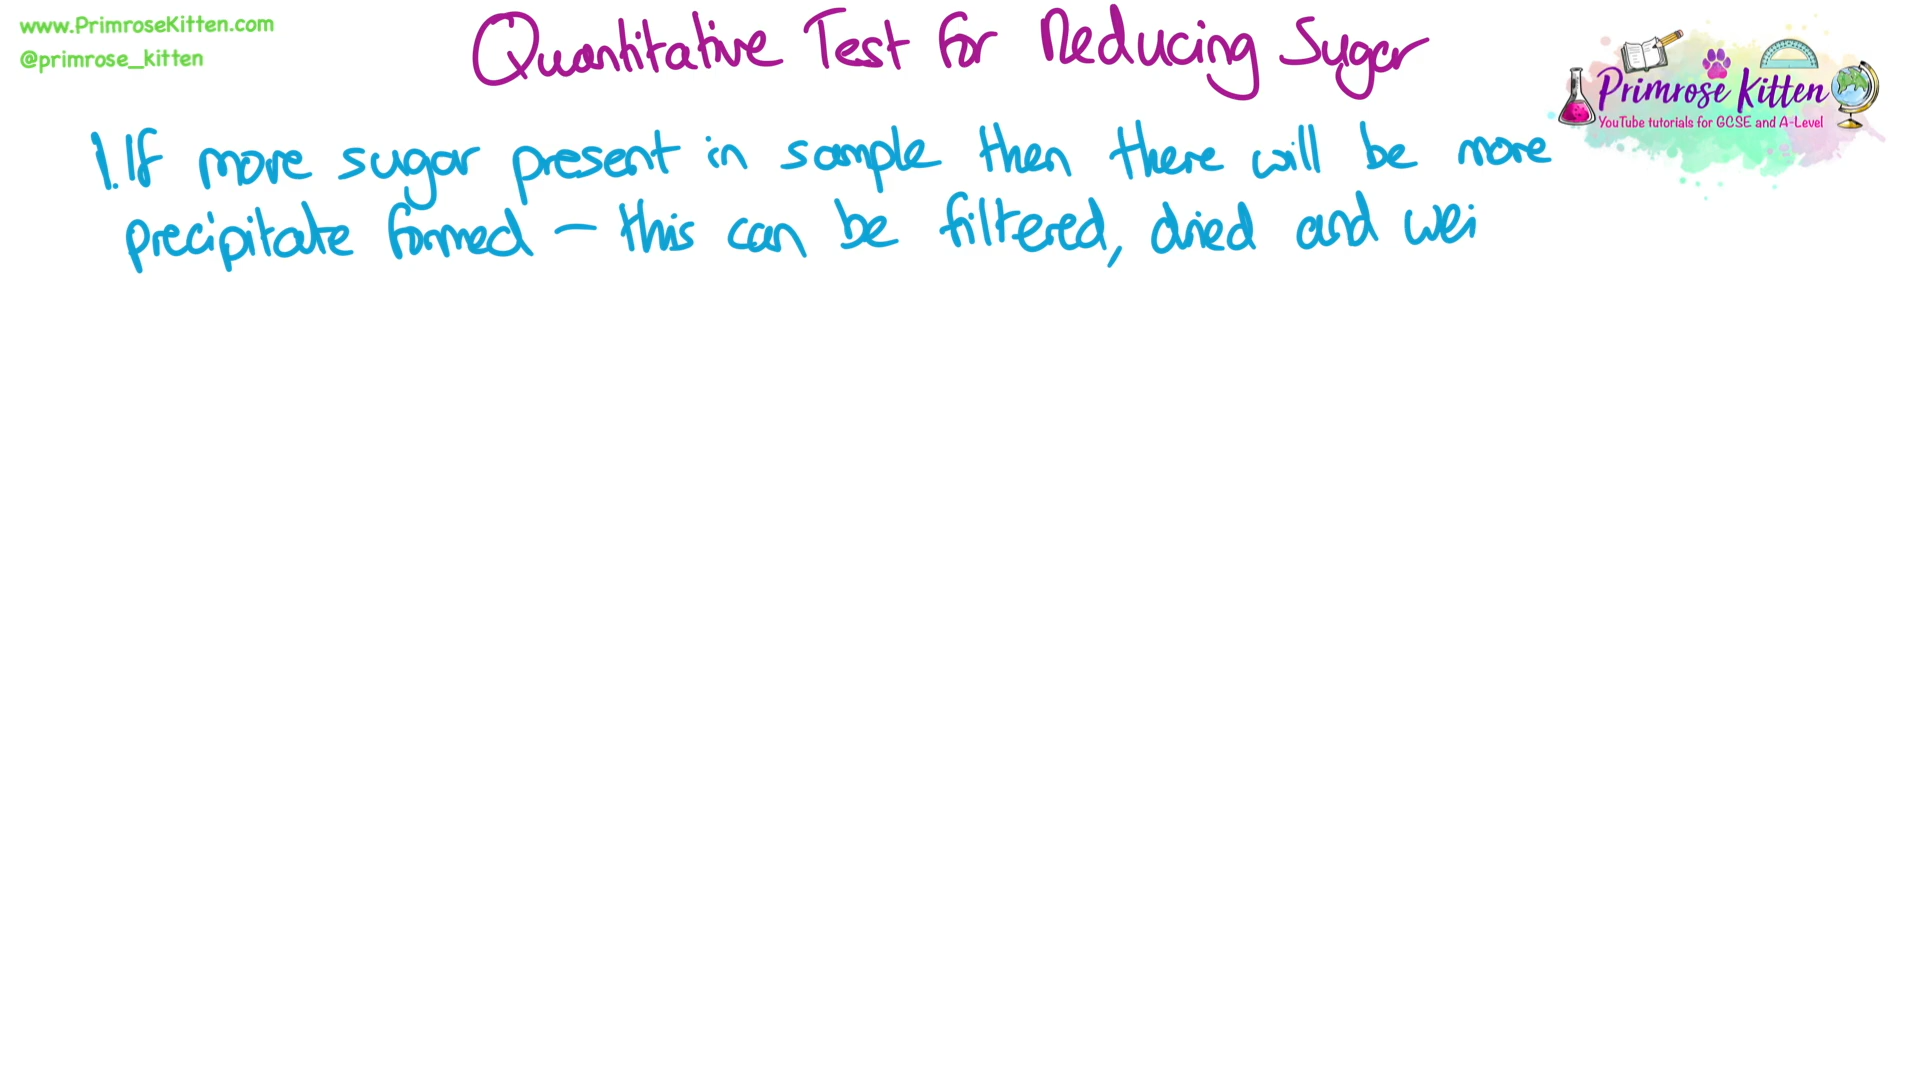 www.PrimroseKitten.com
@primrose_kitten
Quantitative Test for Reducing Sugar
Primrose Kitten
YouTube tutorials for GCSE and A-Level
1. If more sugar present in sample then there will be more
precipitate formed – this can be filtered, dried and wei